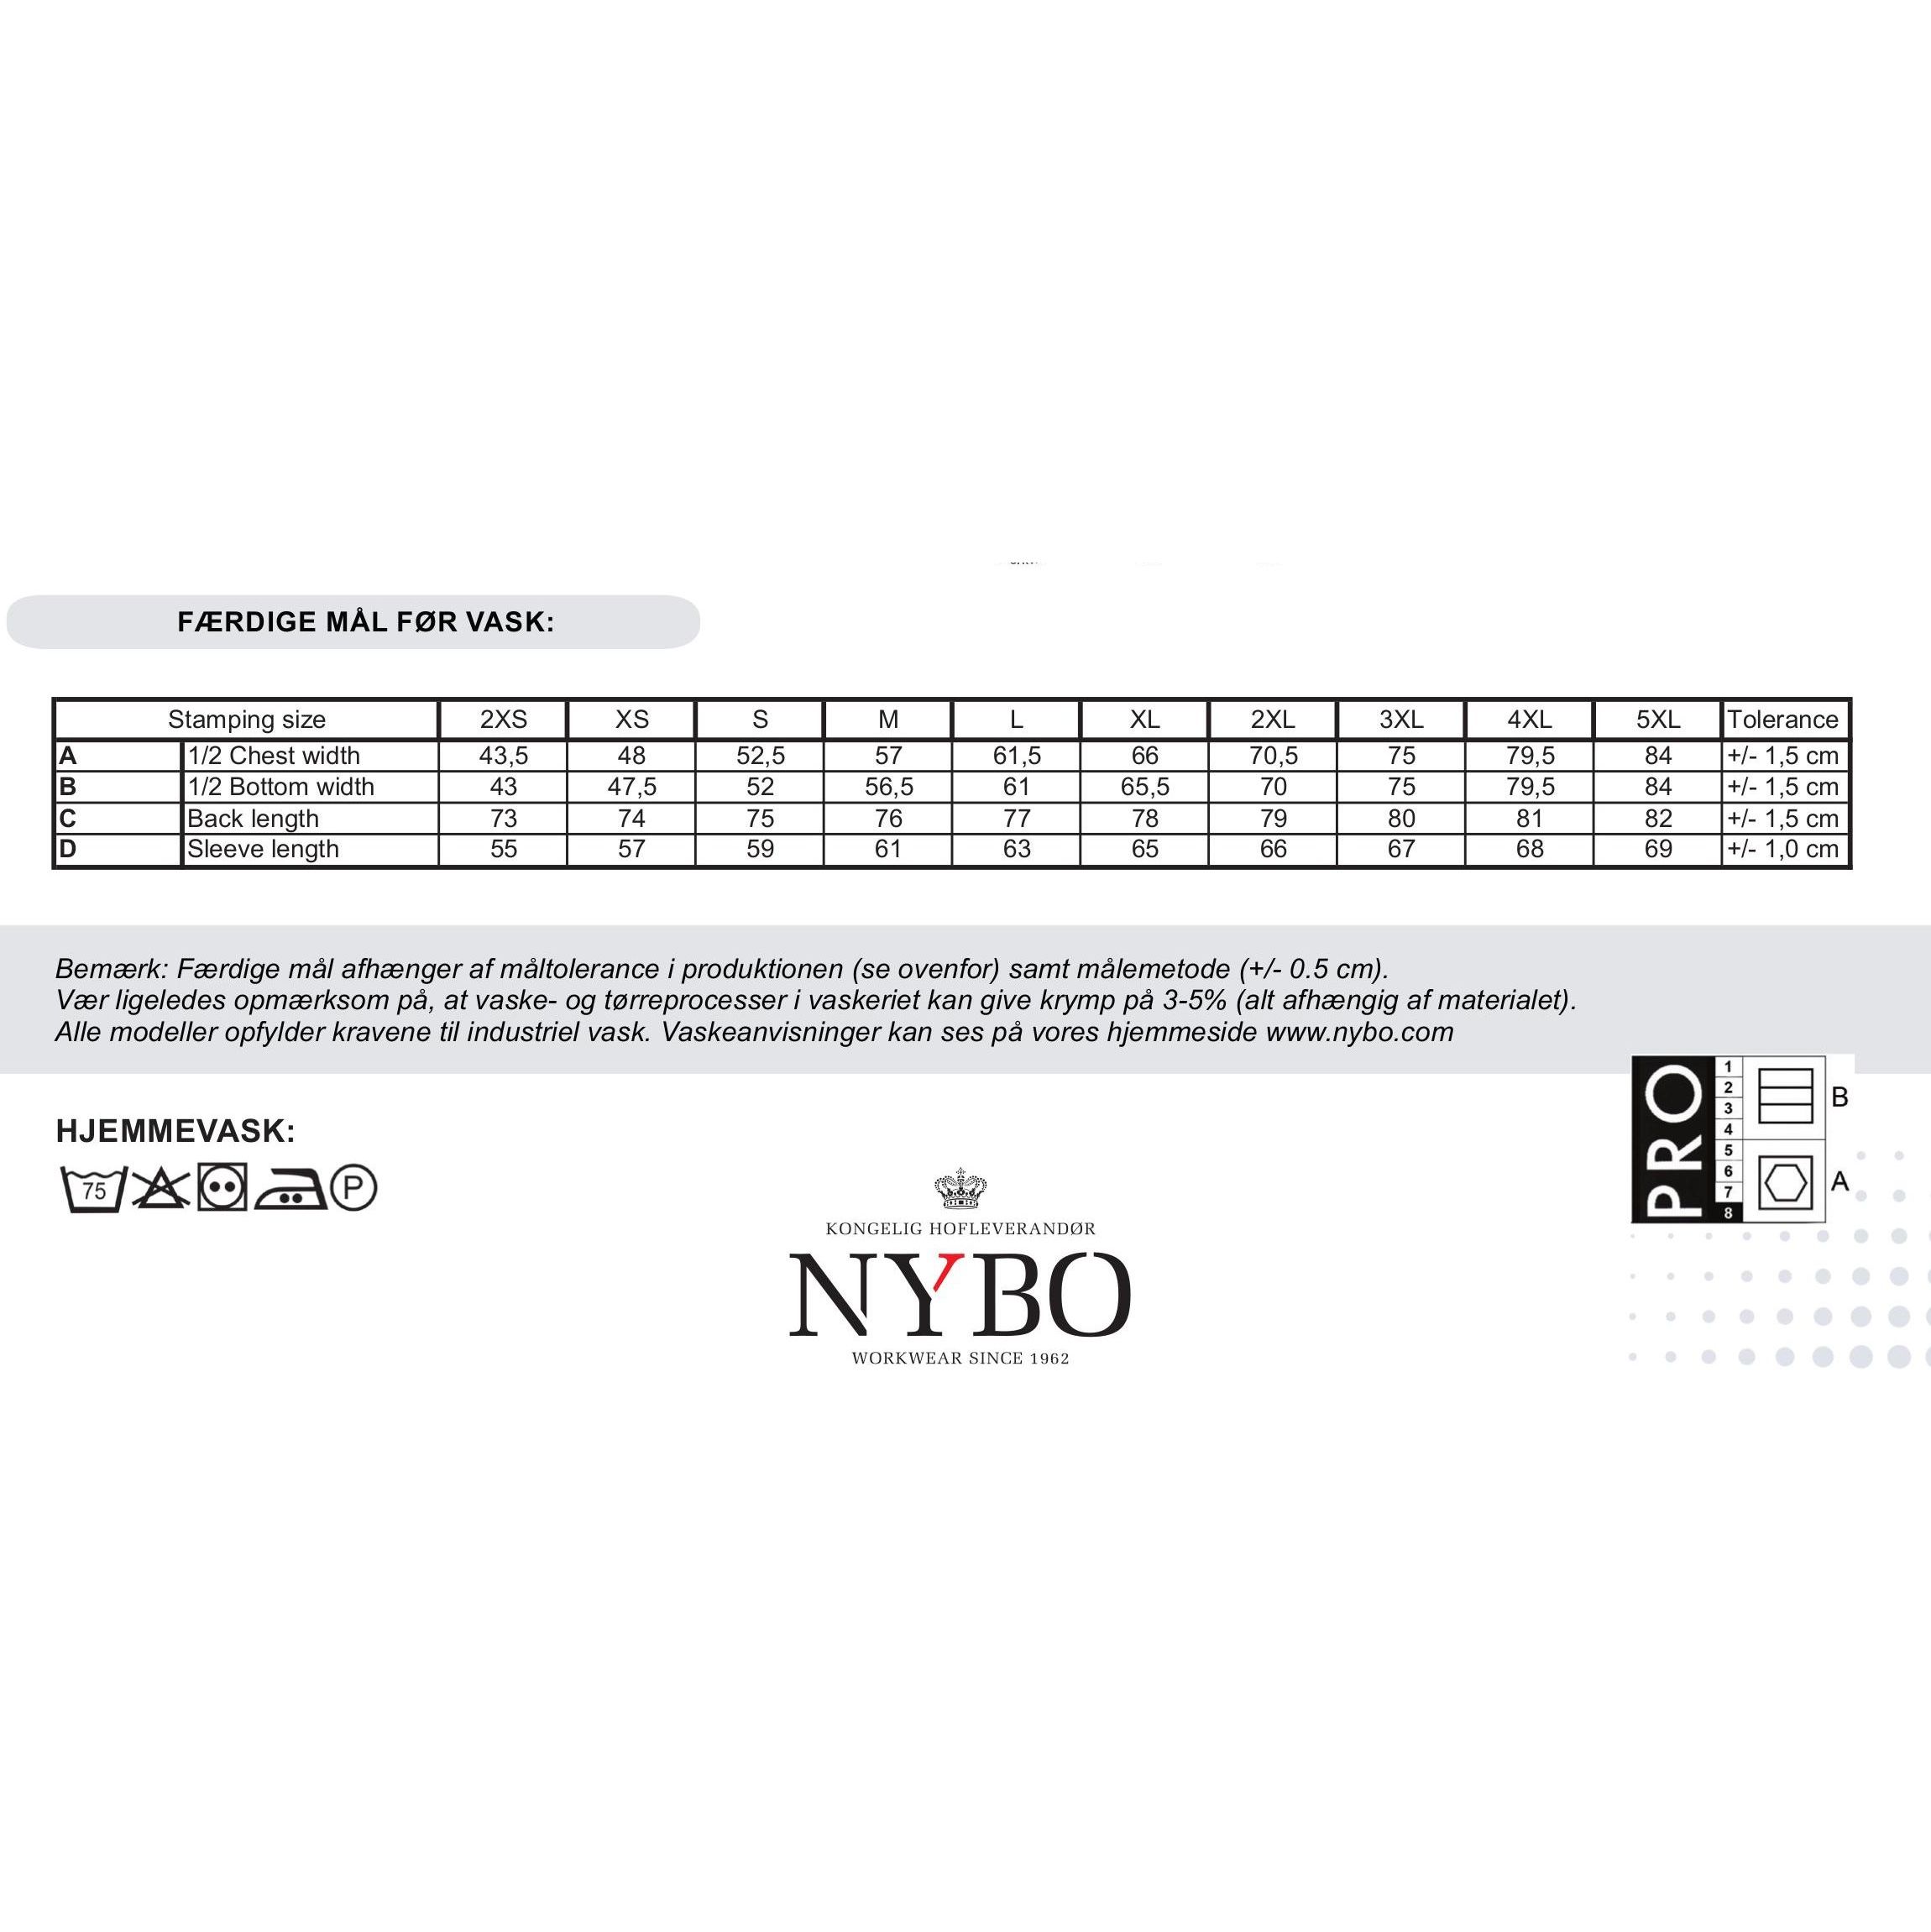 FÆRDIGE MÅL FØR VASK:
Stamping size 2XS XS S M L XL 2XL 3XL 4XL 5XL Tolerance
A 1/2 Chest width 43,5 48 52,5 57 61,5 66 70,5 75 79,5 84 +/- 1,5 cm
B 1/2 Bottom width 43 47,5 52 56,5 61 65,5 70 75 79,5 84 +/- 1,5 cm
C Back length 73 74 75 76 77 78 79 80 81 82 +/- 1,5 cm
D Sleeve length 55 57 59 61 63 65 66 67 68 69 +/- 1,0 cm
Bemærk: Færdige mål afhænger af måltolerance i produktionen (se ovenfor) samt målemetode (+/- 0.5 cm).
Vær ligeledes opmærksom på, at vaske- og tørreprocesser i vaskeriet kan give krymp på 3-5% (alt afhængig af materialet).
Alle modeller opfylder kravene til industriel vask. Vaskeanvisninger kan ses på vores hjemmeside www.nybo.com
HJEMMEVASK:
75 P
PRO
1
2
3
4
5
6
7
8
B
A
KONGELIG HOFLEVERANDØR
NYBO
WORKWEAR SINCE 1962